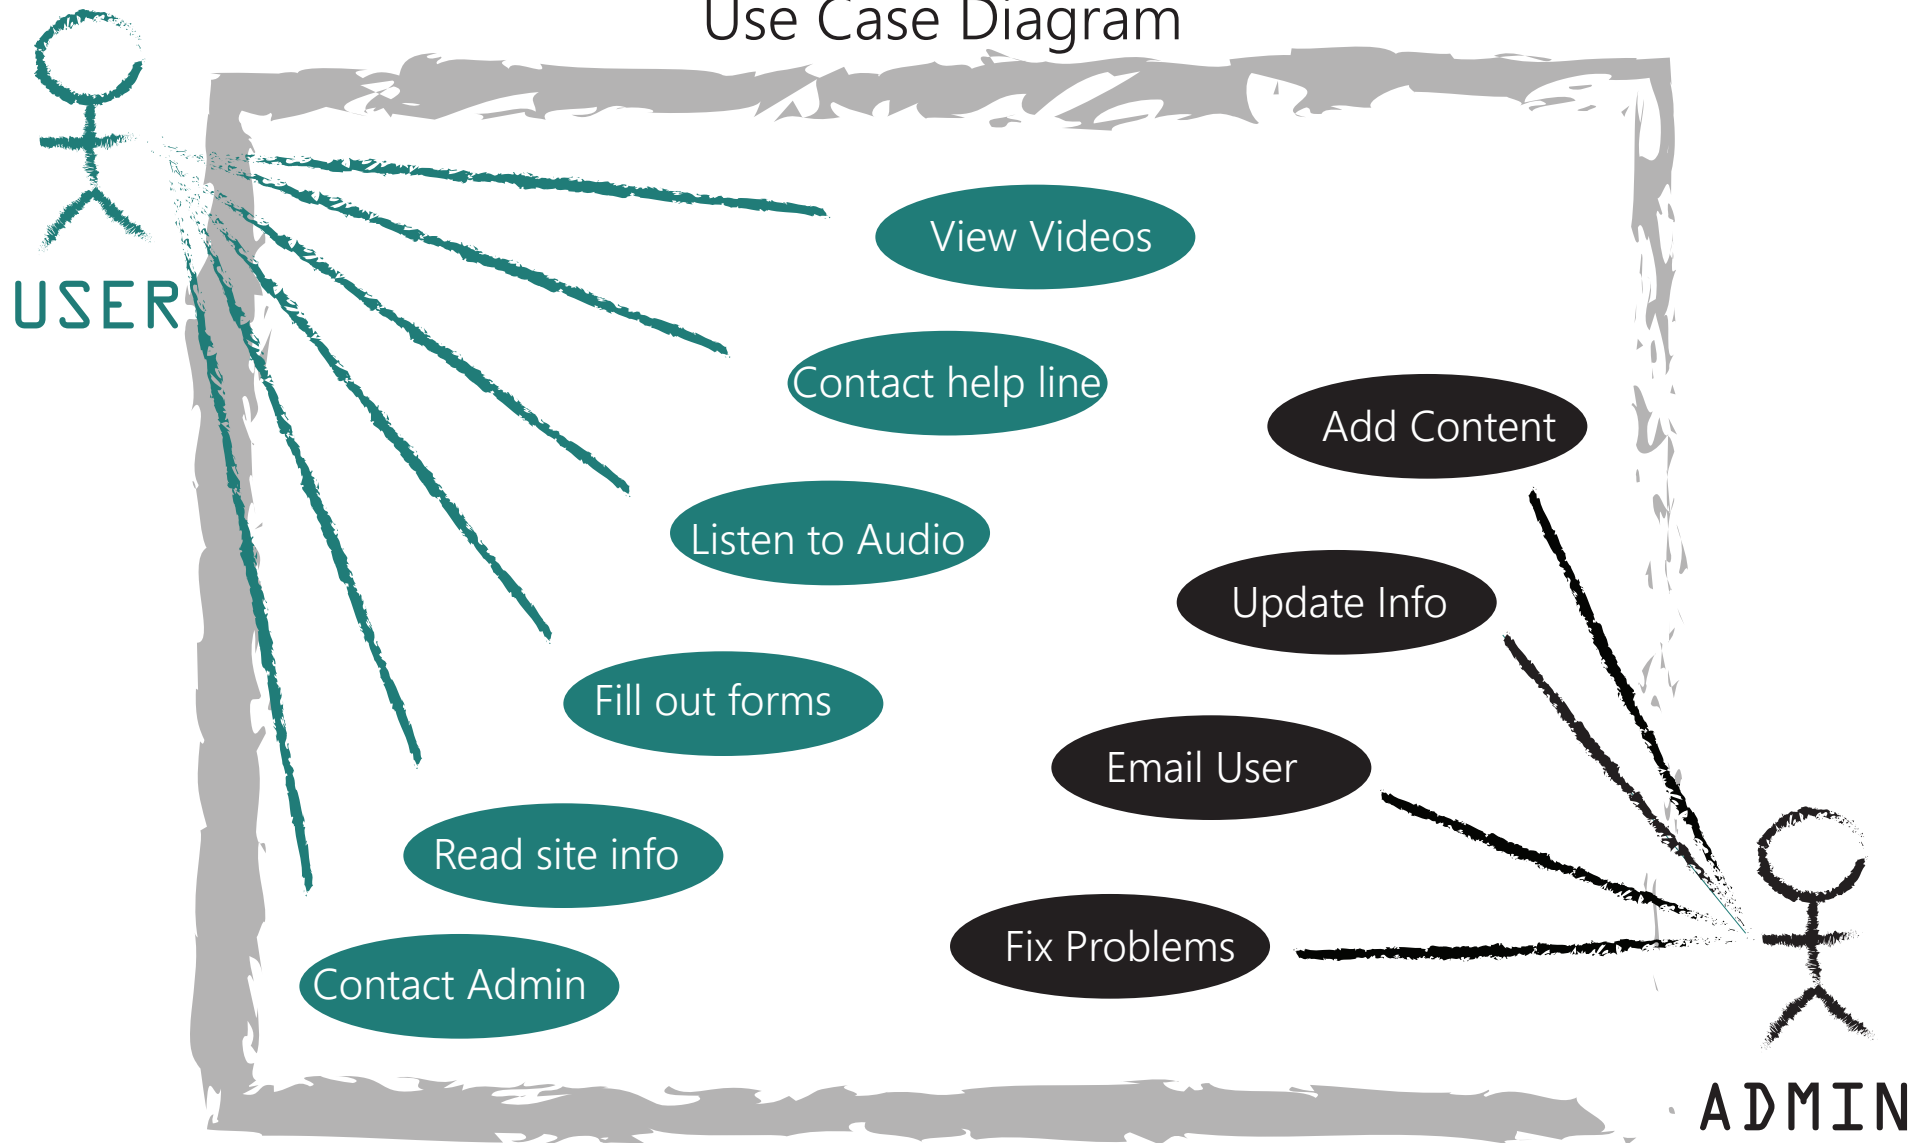 Use Case Diagram
USER
View Videos
Contact help line
Add Content
Listen to Audio
Update Info
Fill out forms
Email User
Read site info
Fix Problems
Contact Admin
ADMIN